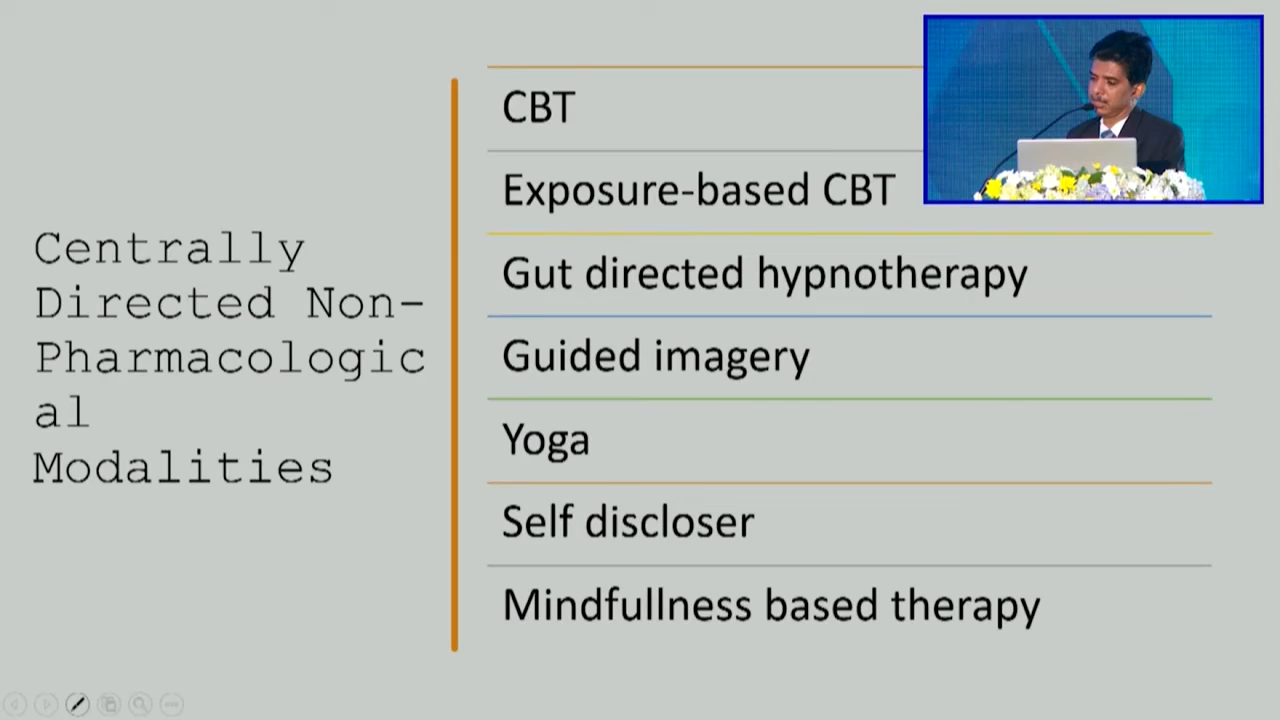 Centrally
Directed Non-
Pharmacologic
al
Modalities
CBT
Exposure-based CBT
Gut directed hypnotherapy
Guided imagery
Yoga
Self discloser
Mindfullness based therapy